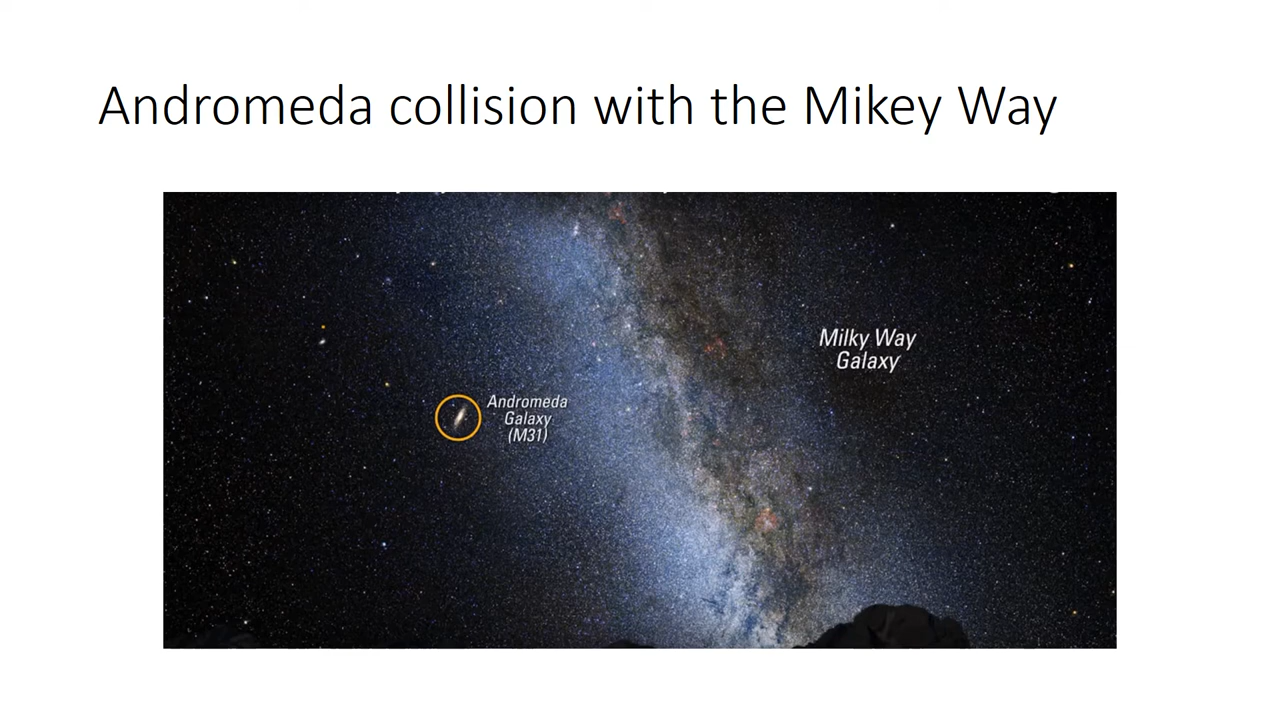 Andromeda collision with the Mikey Way
Milky Way
Galaxy
Andromeda
Galaxy
(M31)